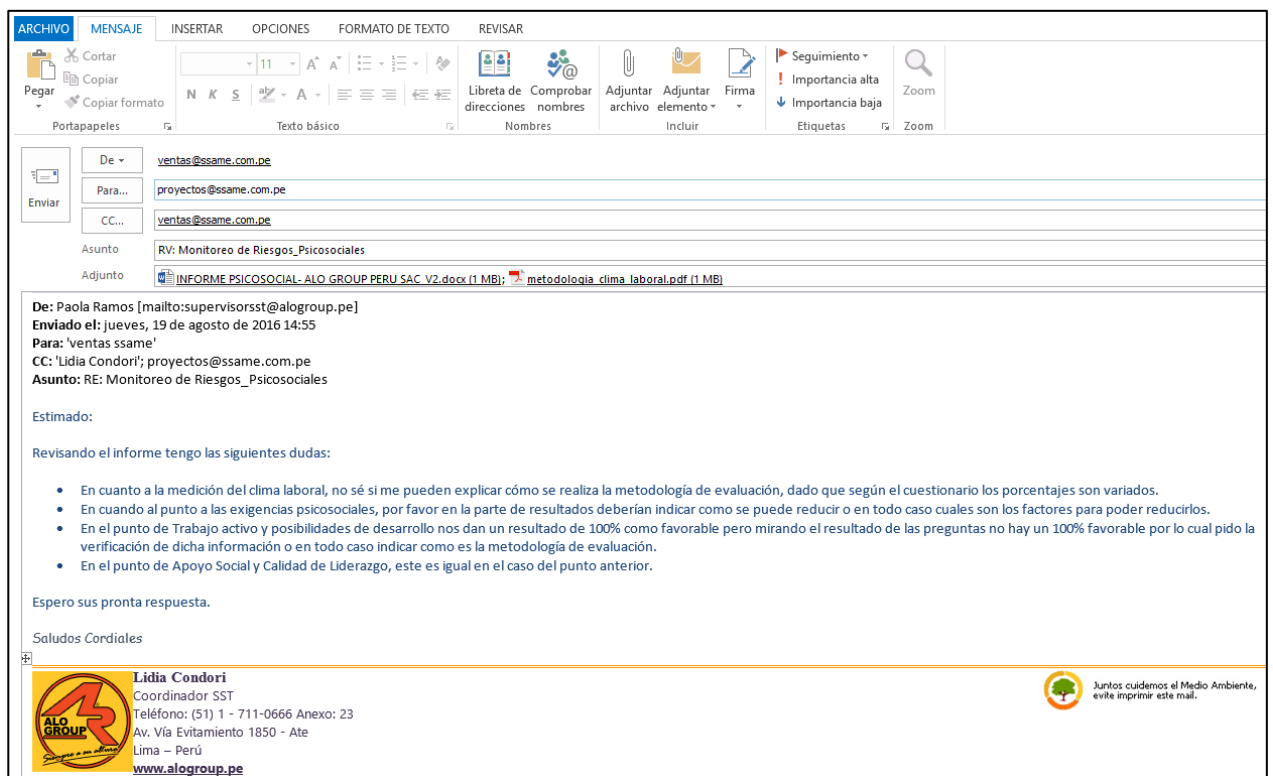 ARCHIVO MENSAJE INSERTAR OPCIONES FORMATO DE TEXTO REVISAR
Pegar
Cortar
Copiar
Copiar formato
Portapapeles
11 A A
N K S A
Texto básico
Libreta de direcciones
Comprobar nombres
Nombres
Adjuntar archivo
Adjuntar elemento
Firma
Incluir
Seguimiento
! Importancia alta
Importancia baja
Etiquetas
Zoom
Zoom
Enviar
De ventas@ssame.com.pe
Para... proyectos@ssame.com.pe
CC... ventas@ssame.com.pe
Asunto RV: Monitoreo de Riesgos_Psicosociales
Adjunto INFORME PSICOSOCIAL- ALO GROUP PERU SAC_V2.docx (1 MB); metodologia_clima_laboral.pdf (1 MB)
De: Paola Ramos [mailto:supervisorsst@alogroup.pe]
Enviado el: jueves, 19 de agosto de 2016 14:55
Para: 'ventas ssame'
CC: 'Lidia Condori'; proyectos@ssame.com.pe
Asunto: RE: Monitoreo de Riesgos_Psicosociales
Estimado:
Revisando el informe tengo las siguientes dudas:
• En cuanto a la medición del clima laboral, no sé si me pueden explicar cómo se realiza la metodología de evaluación, dado que según el cuestionario los porcentajes son variados.
• En cuando al punto a las exigencias psicosociales, por favor en la parte de resultados deberían indicar como se puede reducir o en todo caso cuales son los factores para poder reducirlos.
• En el punto de Trabajo activo y posibilidades de desarrollo nos dan un resultado de 100% como favorable pero mirando el resultado de las preguntas no hay un 100% favorable por lo cual pido la
verificación de dicha información o en todo caso indicar como es la metodología de evaluación.
• En el punto de Apoyo Social y Calidad de Liderazgo, este es igual en el caso del punto anterior.
Espero sus pronta respuesta.
Saludos Cordiales
ALO GROUP
Siempre a su altura
Lidia Condori
Coordinador SST
Teléfono: (51) 1 - 711-0666 Anexo: 23
Av. Vía Evitamiento 1850 - Ate
Lima – Perú
www.alogroup.pe
Juntos cuidemos el Medio Ambiente,
evite imprimir este mail.